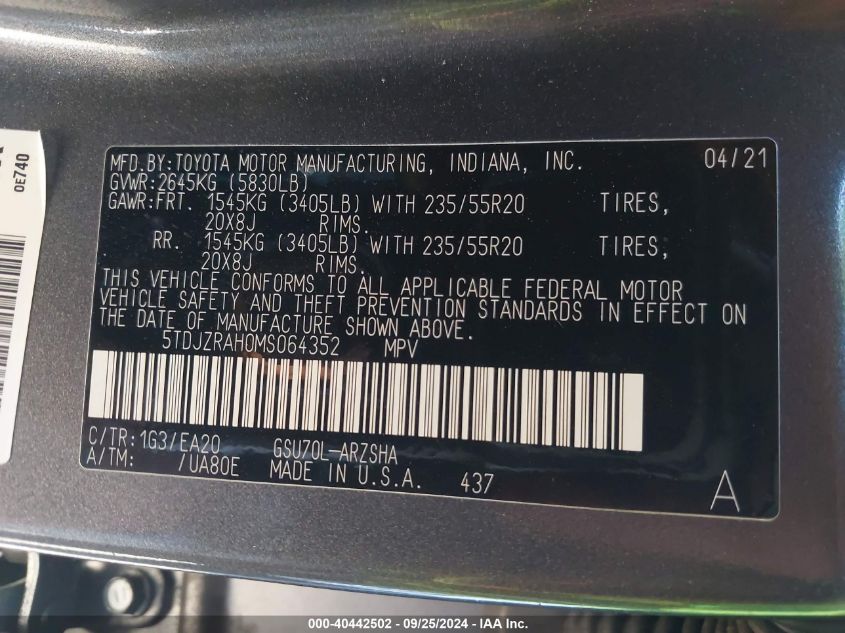 MFD.BY:TOYOTA MOTOR MANUFACTURING, INDIANA, INC. 04/21
GVWR:2645KG (5830LB)
GAWR:FRT. 1545KG (3405LB) WITH 235/55R20 TIRES,
20X8J RIMS.
RR. 1545KG (3405LB) WITH 235/55R20 TIRES,
20X8J RIMS.
THIS VEHICLE CONFORMS TO ALL APPLICABLE FEDERAL MOTOR
VEHICLE SAFETY AND THEFT PREVENTION STANDARDS IN EFFECT ON
THE DATE OF MANUFACTURE SHOWN ABOVE.
5TDJZRAH0MS064352 MPV
C/TR:1G3/EA20 GSU70L-ARZSHA
A/TM: /UA80E MADE IN U.S.A. 437 A
0E740
000-40442502 - 09/25/2024 - IAA Inc.